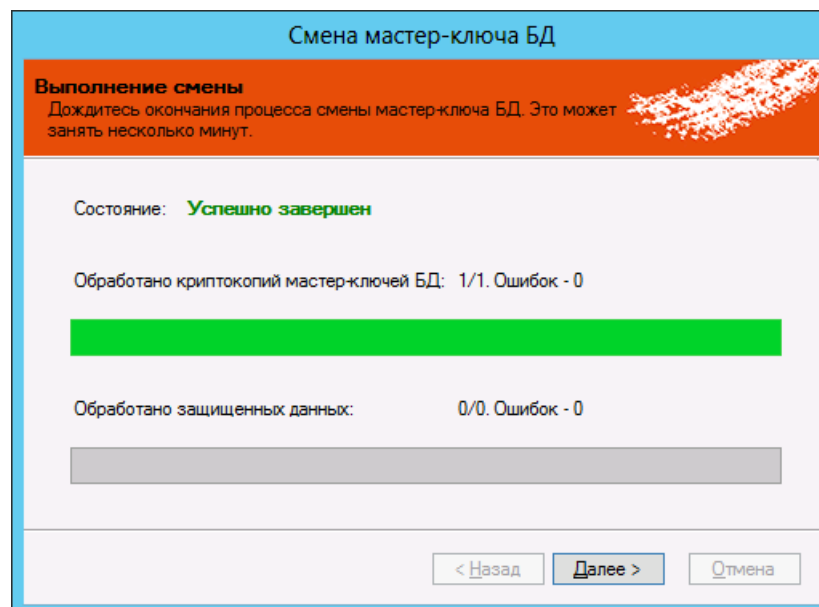 Смена мастер-ключа БД
Выполнение смены
Дождитесь окончания процесса смены мастер-ключа БД. Это может
занять несколько минут.
Состояние: Успешно завершен
Обработано криптокопий мастер-ключей БД: 1/1. Ошибок - 0
Обработано защищенных данных: 0/0. Ошибок - 0
< Назад Далее > Отмена